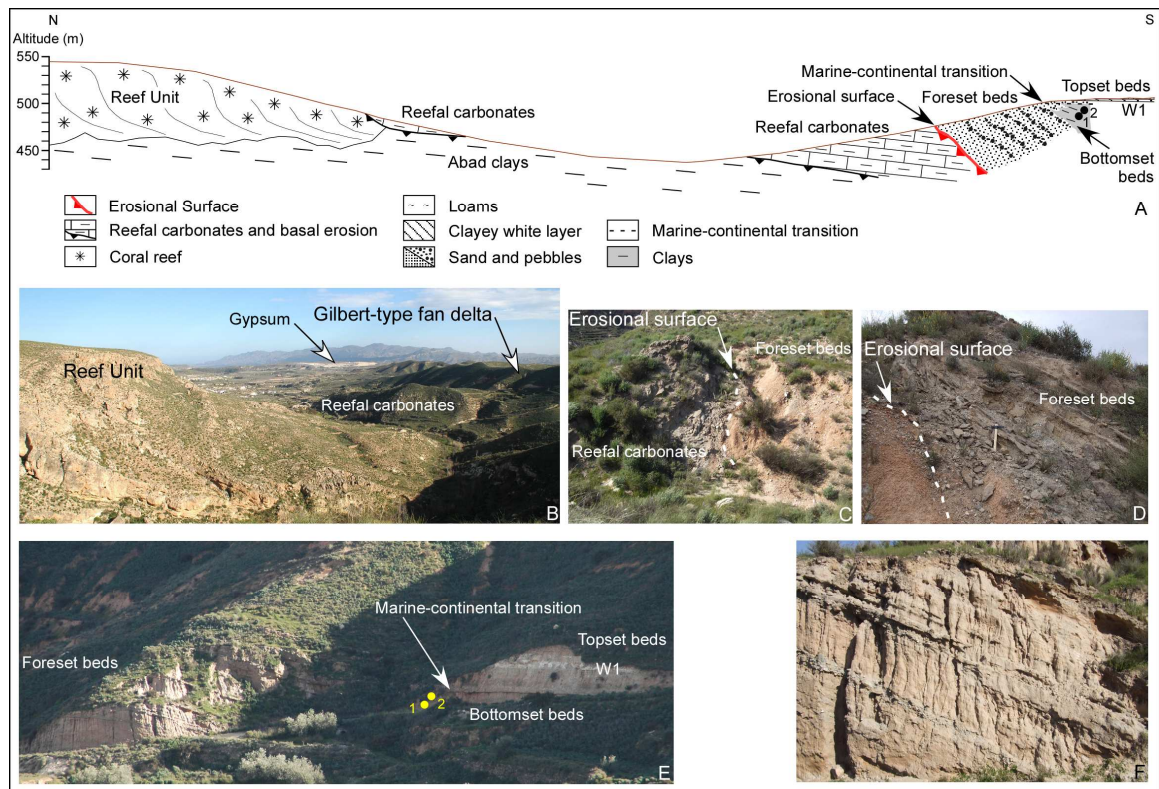 N
S
Altitude (m)
550
500
450
Reef Unit
Reefal carbonates
Abad clays
Marine-continental transition
Erosional surface
Foreset beds
Topset beds
W1
Reefal carbonates
2
1
Bottomset
beds
A
Erosional Surface
Loams
Reefal carbonates and basal erosion
Clayey white layer
Marine-continental transition
Coral reef
Sand and pebbles
Clays
Gypsum
Gilbert-type fan delta
Reef Unit
Reefal carbonates
B
Erosional surface
Foreset beds
Reefal carbonates
C
Erosional surface
Foreset beds
D
Marine-continental transition
Foreset beds
Topset beds
W1
1
2
Bottomset beds
E
F